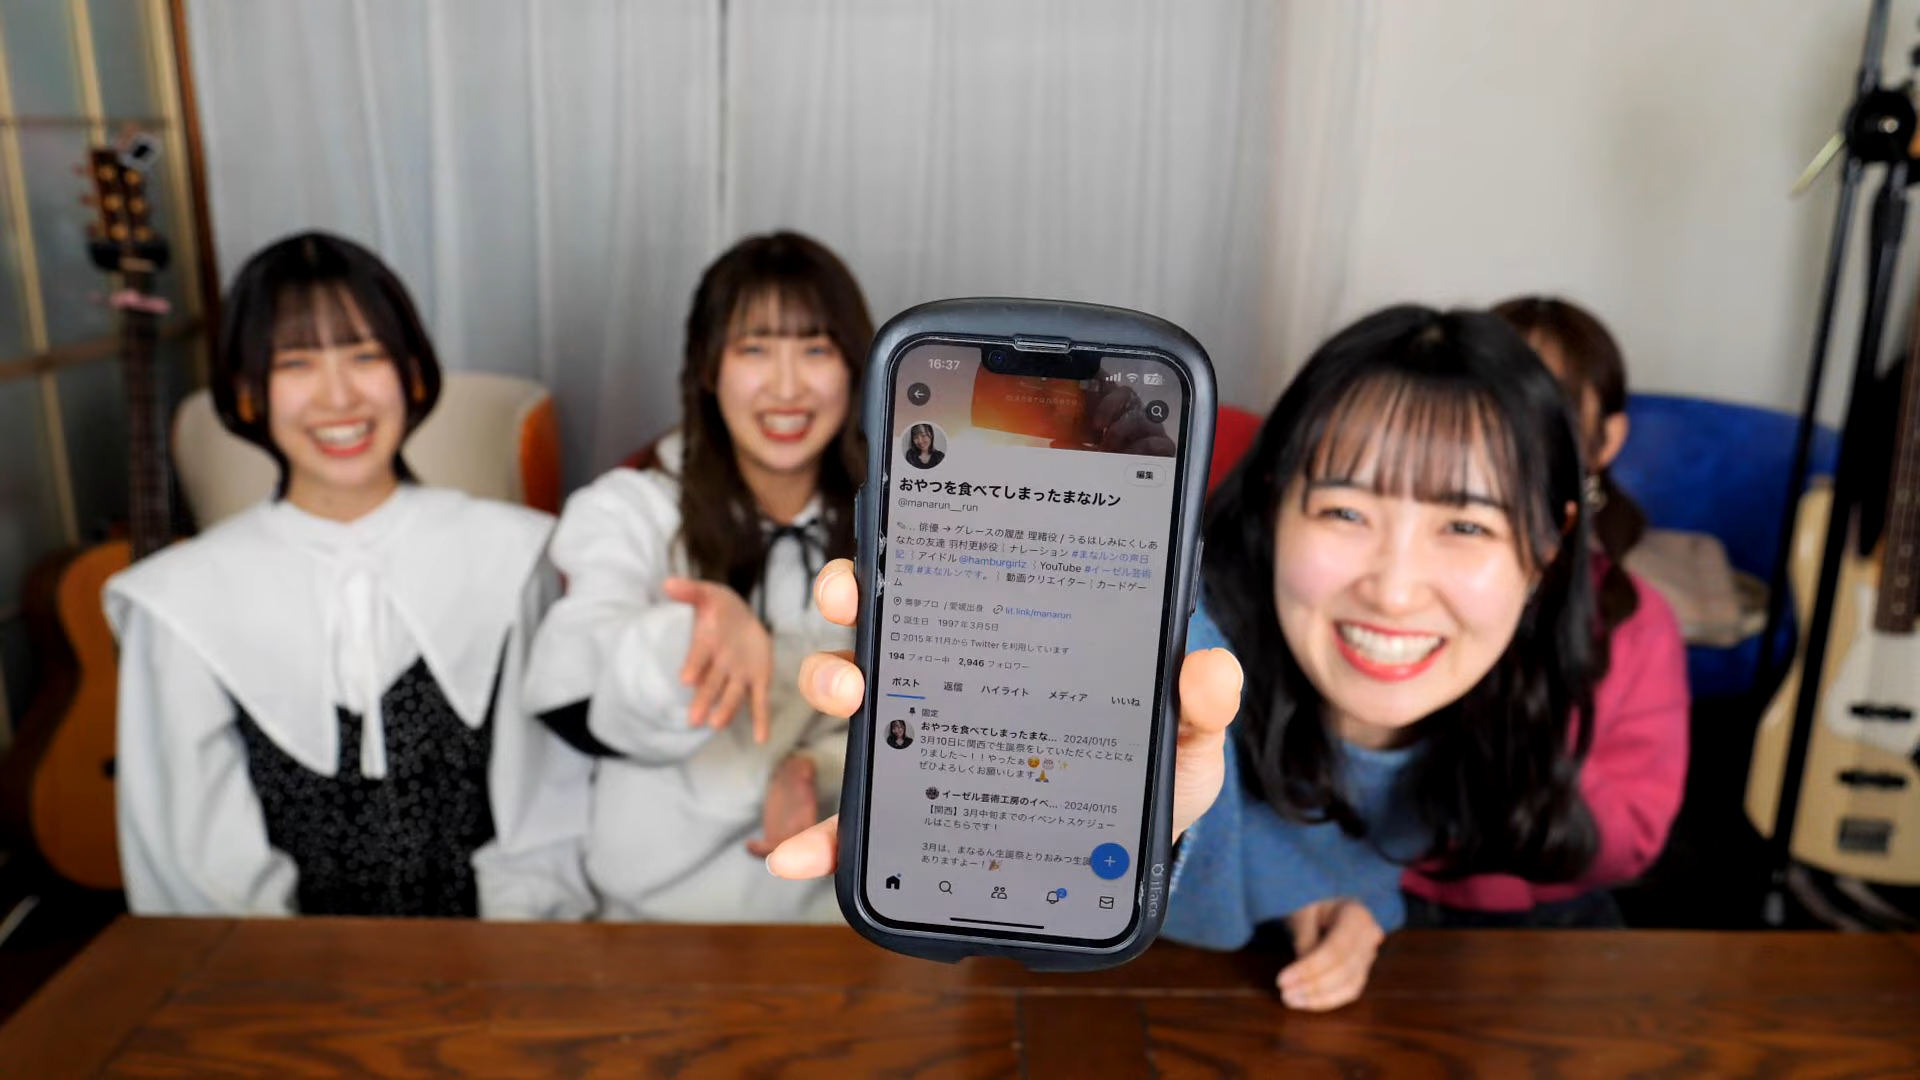 16:37
77
manarunners
編集
おやつを食べてしまったまなルン
@manarun__run
俳優 → グレースの履歴 理緒役 / うるはしみにくしあ
なたの友達 羽村更紗役｜ナレーション #まなルンの声日
記｜アイドル@hamburgirlz｜YouTube #イーゼル芸術
工房 #まなルンです。｜ 動画クリエイター｜カードゲー
ム
舞夢プロ / 愛媛出身 lit.link/manarun
誕生日 1997年3月5日
2015年11月からTwitterを利用しています
194 フォロー中 2,946 フォロワー
ポスト 返信 ハイライト メディア いいね
固定
おやつを食べてしまったまな... · 2024/01/15
3月10日に関西で生誕祭をしていただくことにな
りました〜！！やったぁ😆🎂✨
ぜひよろしくお願いします🙏
イーゼル芸術工房のイベ... · 2024/01/15
【関西】3月中旬までのイベントスケジュー
ルはこちらです！
3月は、まなるん生誕祭とりおみつ生誕
ありますよー！🎉
iFace